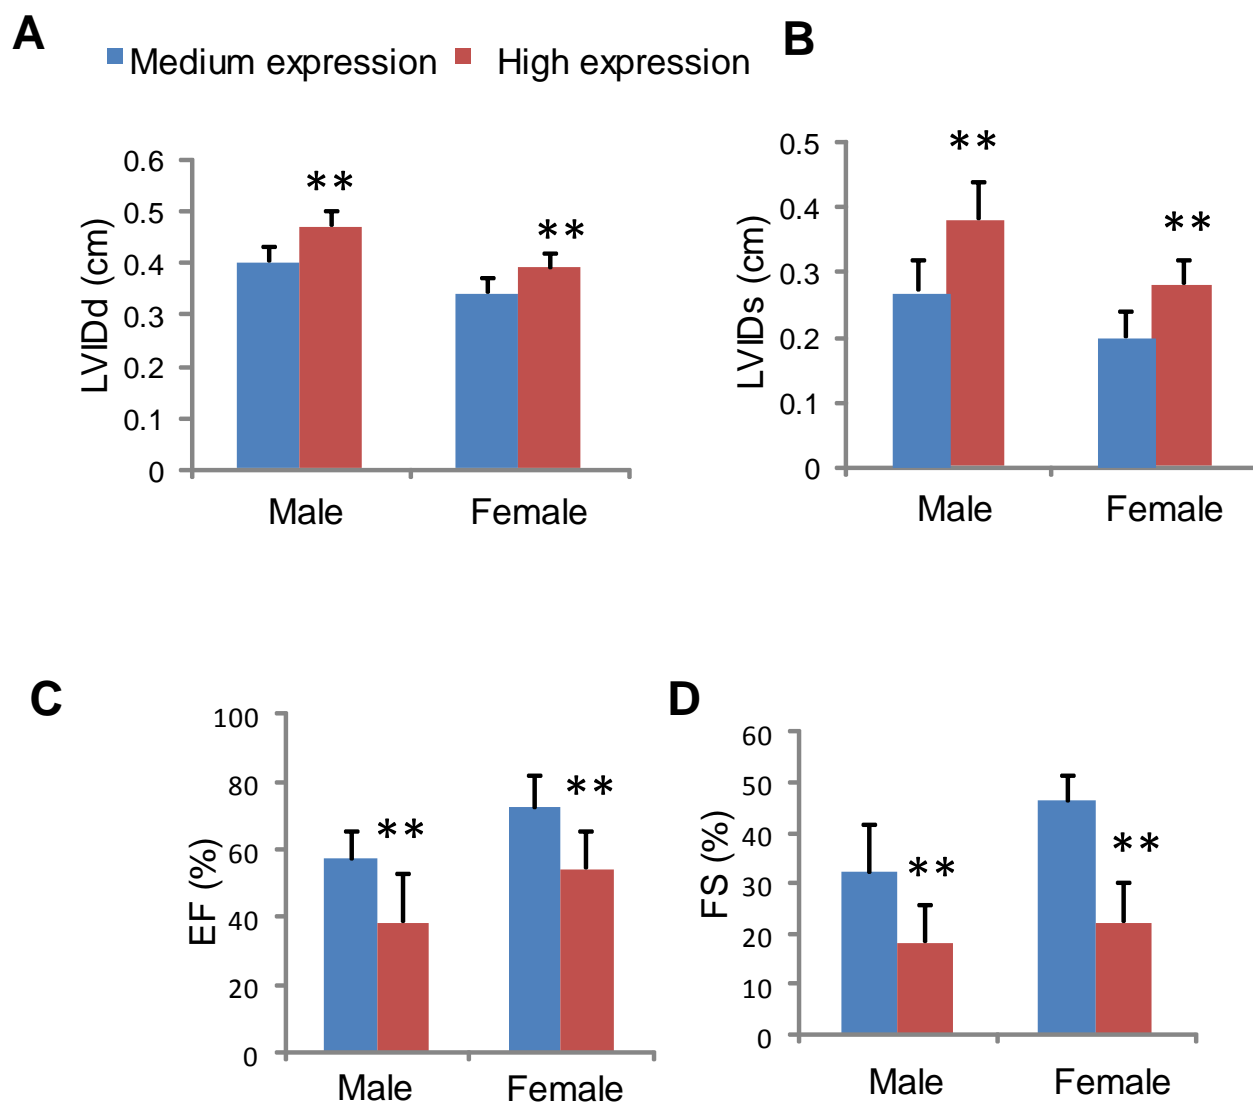 A
Medium expression High expression
B
LVIDd (cm)
0.6
0.5
0.4
0.3
0.2
0.1
0
**
**
Male Female
LVIDs (cm)
0.5
0.4
0.3
0.2
0.1
0
**
**
Male Female
C
EF (%)
100
80
60
40
20
0
**
**
Male Female
D
FS (%)
60
50
40
30
20
10
0
**
**
Male Female